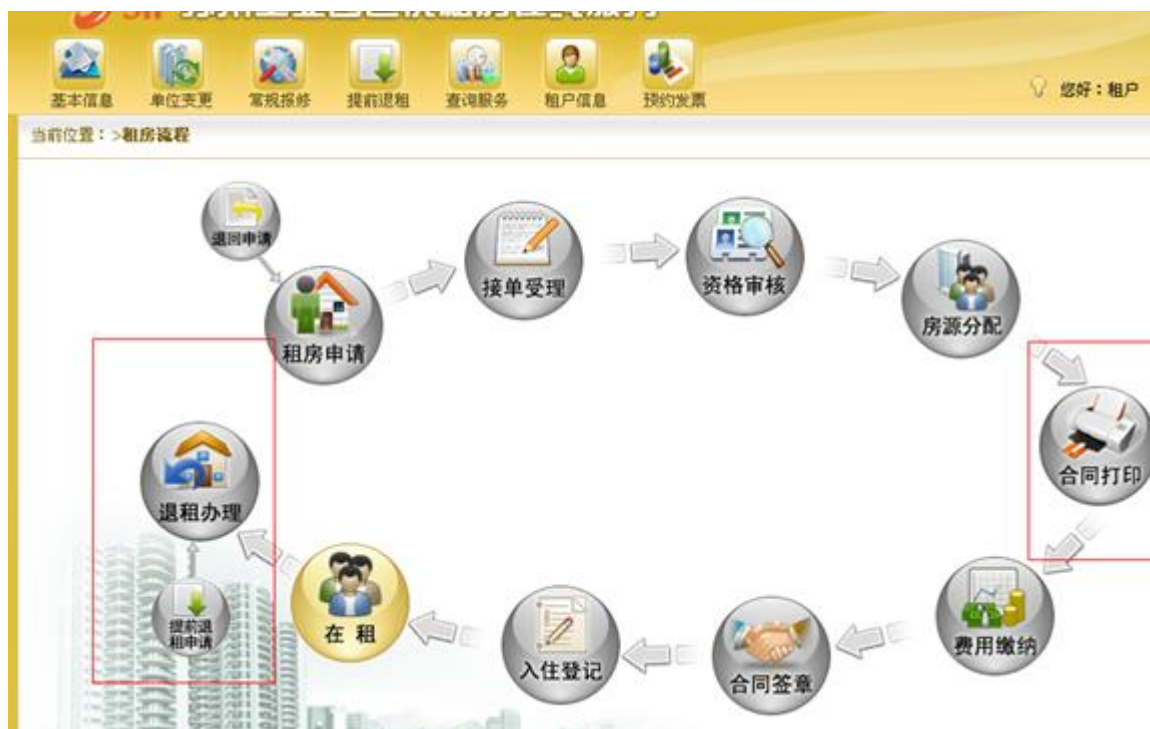 基本信息 单位变更 常规报修 提前退租 查询服务 租户信息 预约发票
您好：租户
当前位置：>租房流程
退回申请
租房申请
接单受理
资格审核
房源分配
合同打印
费用缴纳
合同签章
入住登记
在 租
退租办理
提前退
租申请